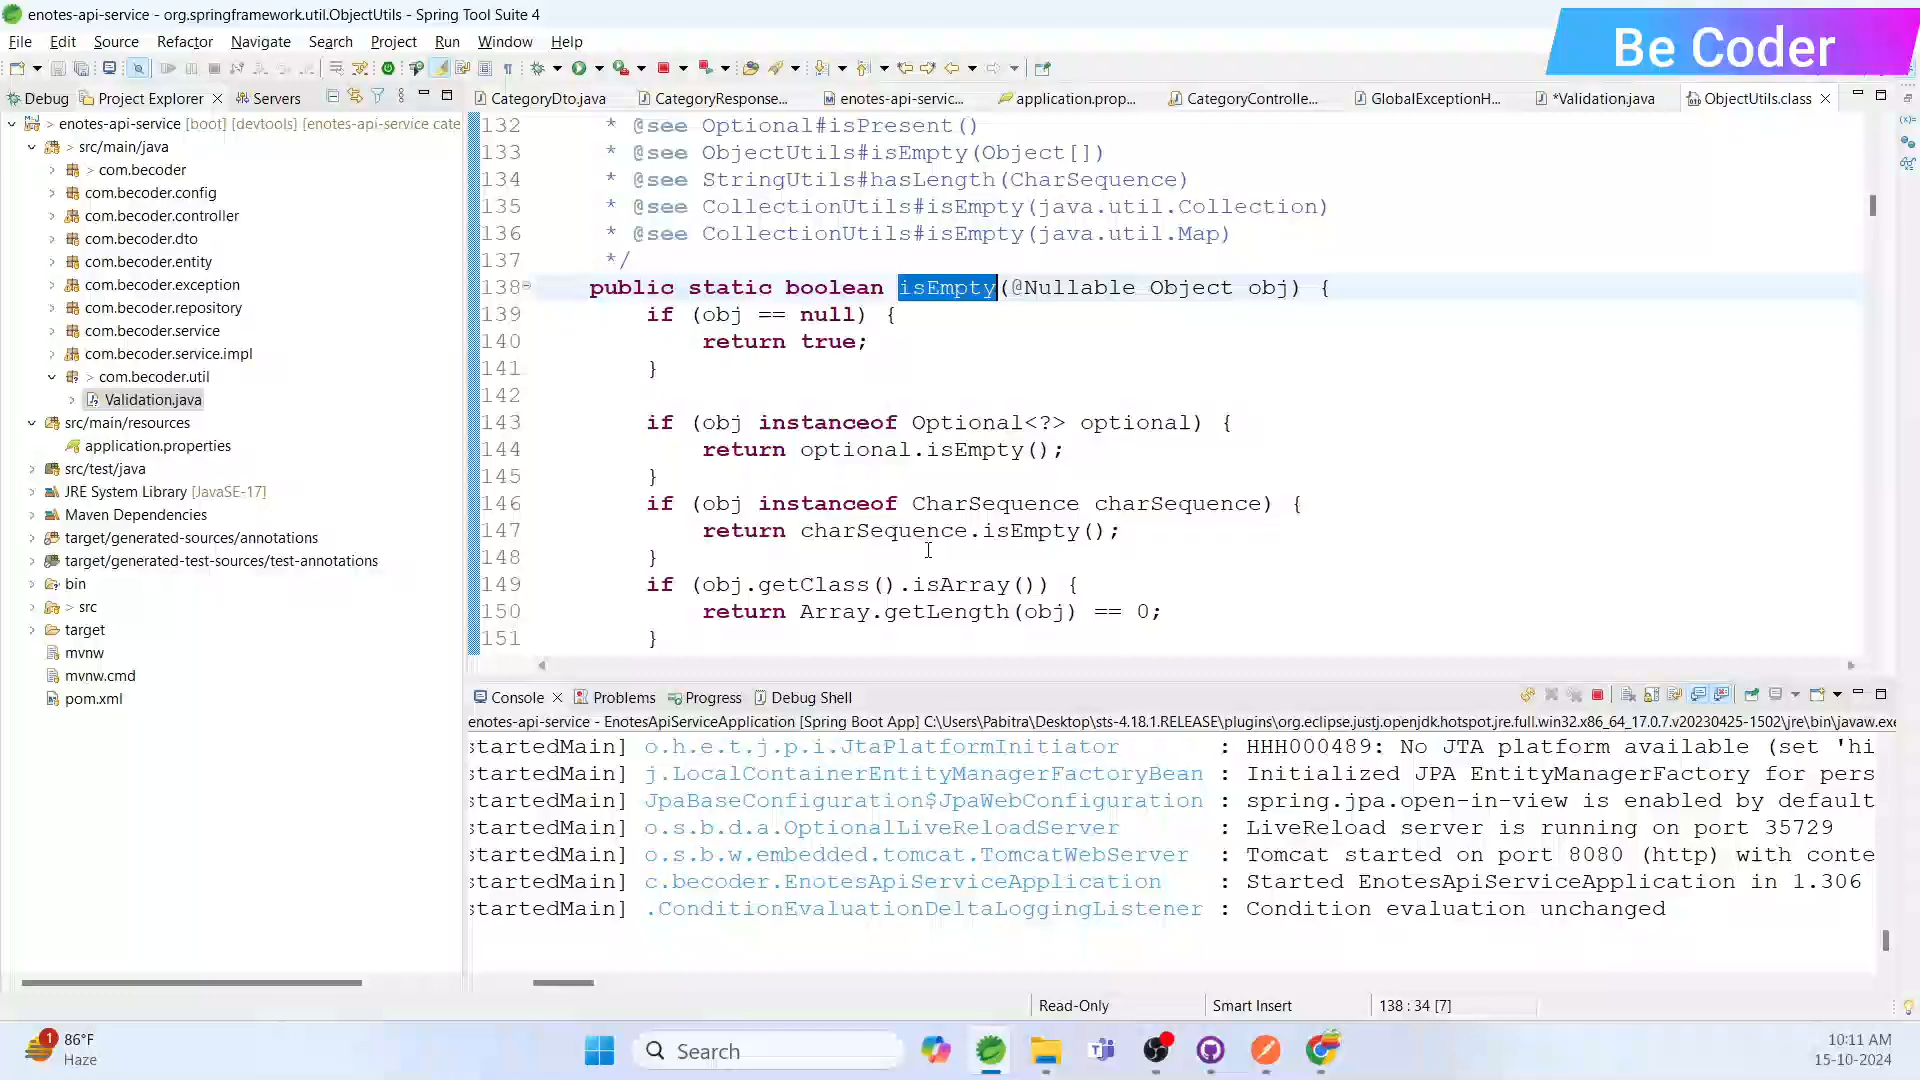 enotes-api-service - org.springframework.util.ObjectUtils - Spring Tool Suite 4
Be Coder
File Edit Source Refactor Navigate Search Project Run Window Help
Debug Project Explorer Servers
CategoryDto.java CategoryResponse... enotes-api-servic... application.prop... CategoryControlle... GlobalExceptionH... *Validation.java ObjectUtils.class
> enotes-api-service [boot] [devtools] [enotes-api-service cate
> src/main/java
> com.becoder
com.becoder.config
com.becoder.controller
com.becoder.dto
com.becoder.entity
com.becoder.exception
com.becoder.repository
com.becoder.service
com.becoder.service.impl
> com.becoder.util
Validation.java
src/main/resources
application.properties
src/test/java
JRE System Library [JavaSE-17]
Maven Dependencies
target/generated-sources/annotations
target/generated-test-sources/test-annotations
bin
> src
target
mvnw
mvnw.cmd
pom.xml
132 * @see Optional#isPresent()
133 * @see ObjectUtils#isEmpty(Object[])
134 * @see StringUtils#hasLength(CharSequence)
135 * @see CollectionUtils#isEmpty(java.util.Collection)
136 * @see CollectionUtils#isEmpty(java.util.Map)
137 */
138 public static boolean isEmpty(@Nullable Object obj) {
139 if (obj == null) {
140 return true;
141 }
142
143 if (obj instanceof Optional<?> optional) {
144 return optional.isEmpty();
145 }
146 if (obj instanceof CharSequence charSequence) {
147 return charSequence.isEmpty();
148 }
149 if (obj.getClass().isArray()) {
150 return Array.getLength(obj) == 0;
151 }
Console Problems Progress Debug Shell
enotes-api-service - EnotesApiServiceApplication [Spring Boot App] C:\Users\Pabitra\Desktop\sts-4.18.1.RELEASE\plugins\org.eclipse.justj.openjdk.hotspot.jre.full.win32.x86_64_17.0.7.v20230425-1502\jre\bin\javaw.exe
startedMain] o.h.e.t.j.p.i.JtaPlatformInitiator : HHH000489: No JTA platform available (set 'hi
startedMain] j.LocalContainerEntityManagerFactoryBean : Initialized JPA EntityManagerFactory for pers
startedMain] JpaBaseConfiguration$JpaWebConfiguration : spring.jpa.open-in-view is enabled by default
startedMain] o.s.b.d.a.OptionalLiveReloadServer : LiveReload server is running on port 35729
startedMain] o.s.b.w.embedded.tomcat.TomcatWebServer : Tomcat started on port 8080 (http) with conte
startedMain] c.becoder.EnotesApiServiceApplication : Started EnotesApiServiceApplication in 1.306
startedMain] .ConditionEvaluationDeltaLoggingListener : Condition evaluation unchanged
Read-Only Smart Insert 138 : 34 [7]
1 86°F
Haze
Search
10:11 AM
15-10-2024